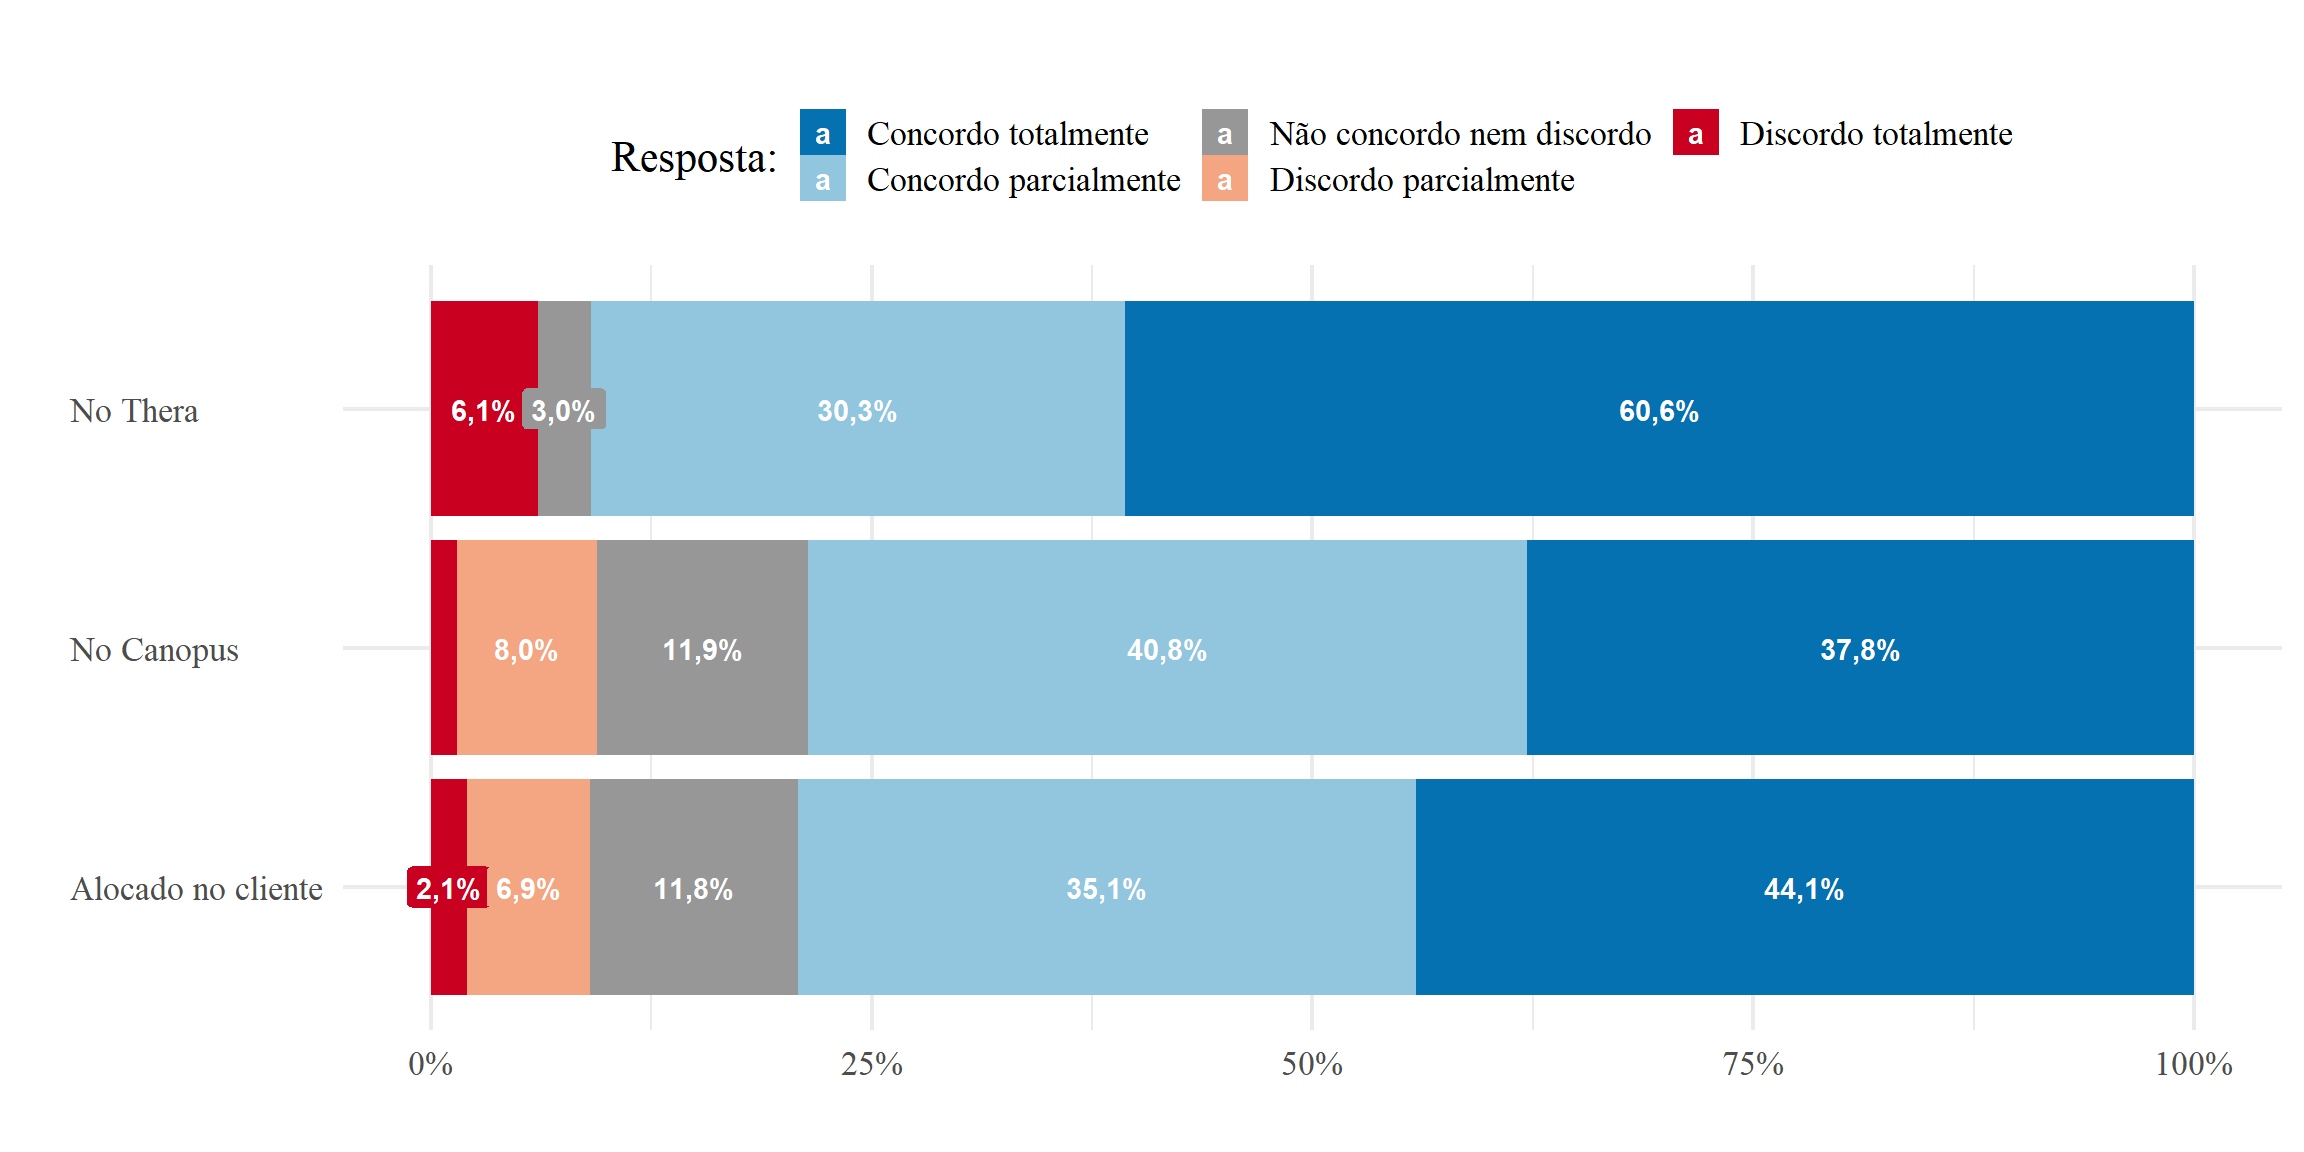 Resposta:
a Concordo totalmente
a Não concordo nem discordo
a Discordo totalmente
a Concordo parcialmente
a Discordo parcialmente
No Thera
6,1% 3,0% 30,3% 60,6%
No Canopus
8,0% 11,9% 40,8% 37,8%
Alocado no cliente
2,1% 6,9% 11,8% 35,1% 44,1%
0% 25% 50% 75% 100%